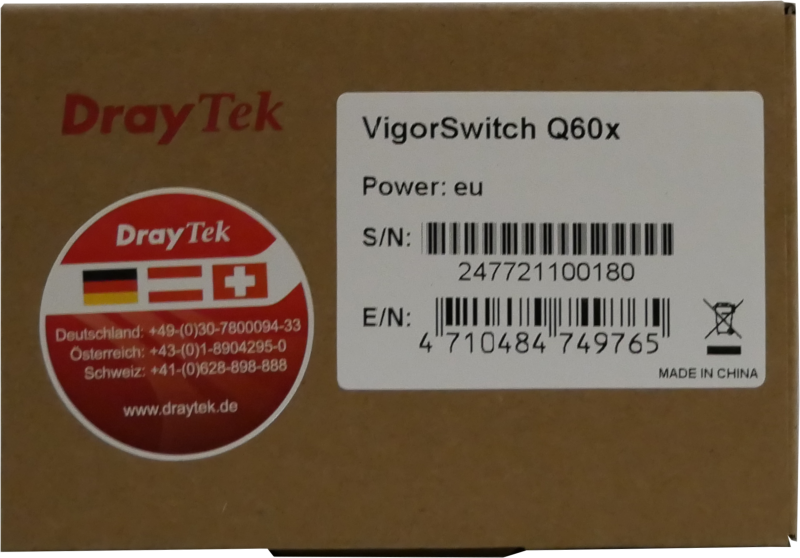 DrayTek
DrayTek
Deutschland: +49-(0)30-7800094-33
Österreich: +43-(0)1-8904295-0
Schweiz: +41-(0)628-898-888
www.draytek.de
VigorSwitch Q60x
Power: eu
S/N:
247721100180
E/N:
4 710484 749765
MADE IN CHINA